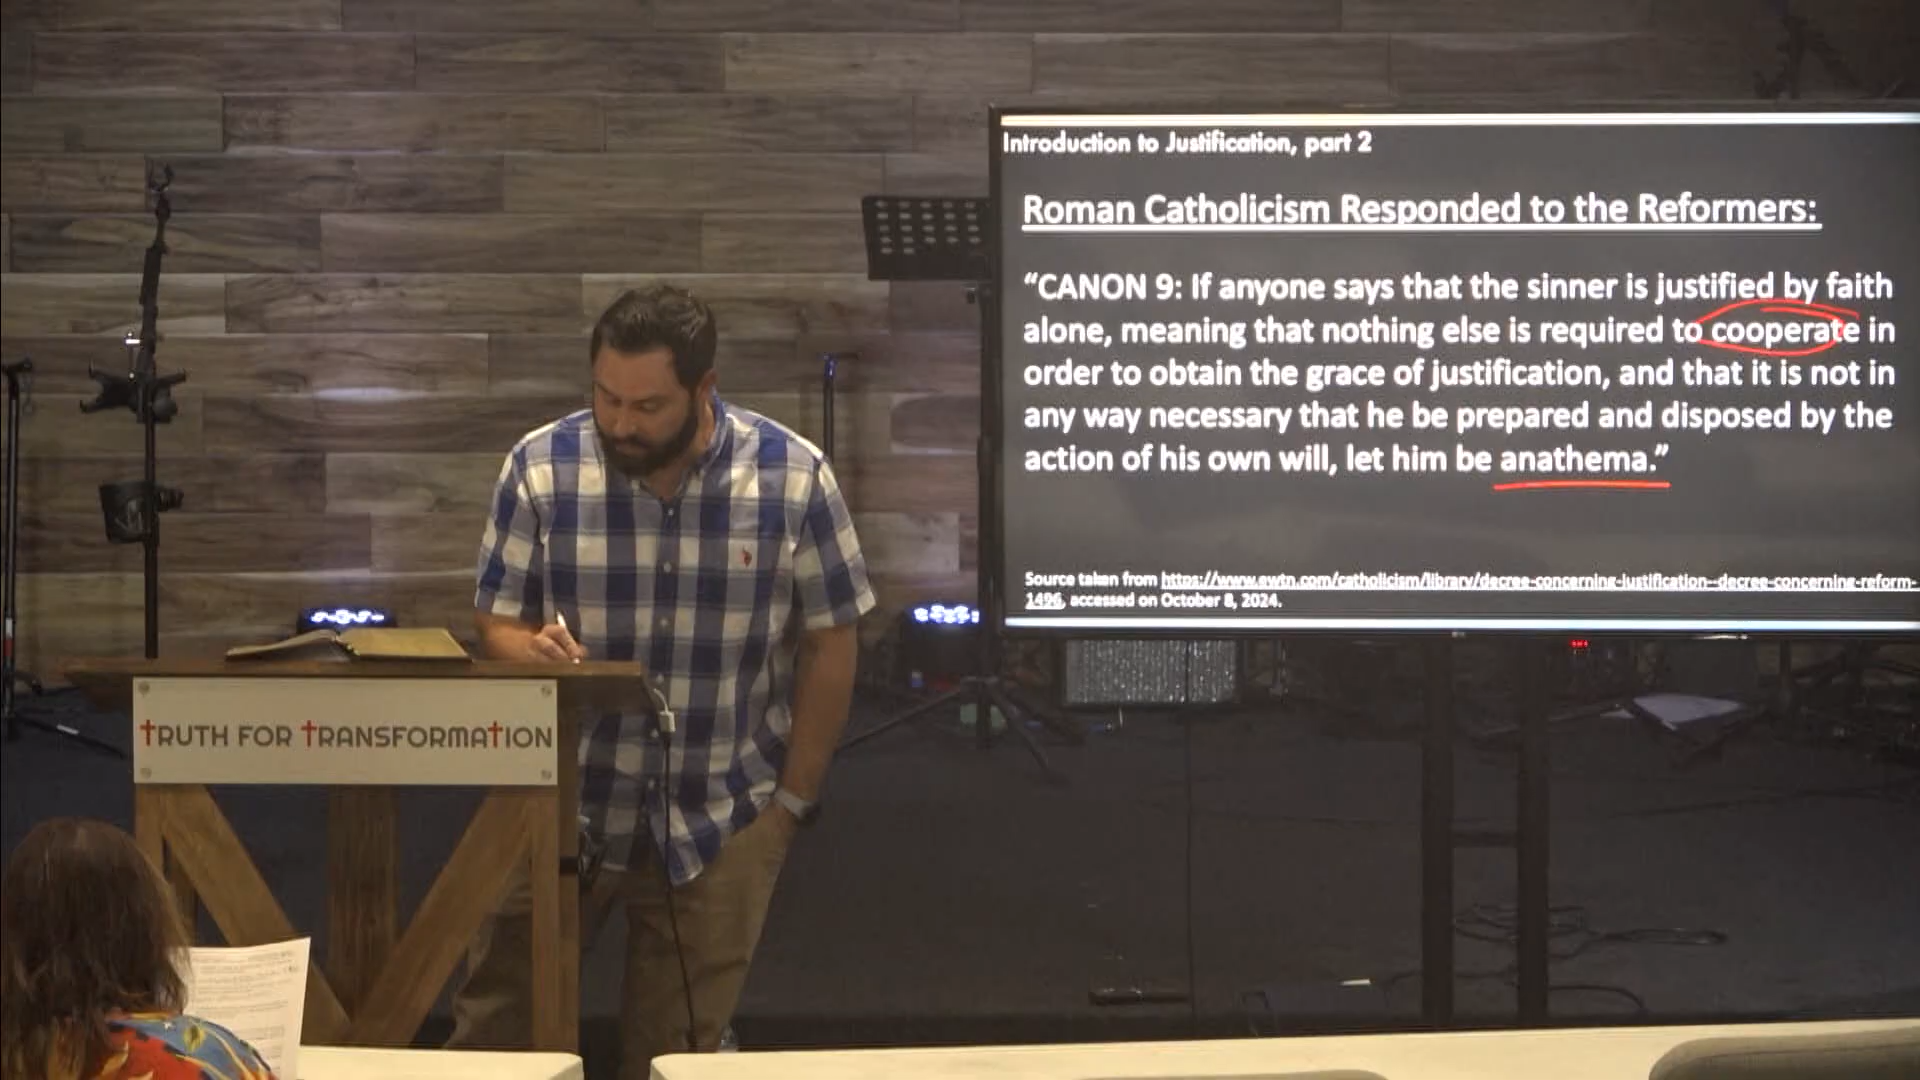 Introduction to Justification, part 2
Roman Catholicism Responded to the Reformers:
“CANON 9: If anyone says that the sinner is justified by faith
alone, meaning that nothing else is required to cooperate in
order to obtain the grace of justification, and that it is not in
any way necessary that he be prepared and disposed by the
action of his own will, let him be anathema.”
Source taken from https://www.ewtn.com/catholicism/library/decree-concerning-justification--decree-concerning-reform-
1496, accessed on October 8, 2024.
TRUTH FOR TRANSFORMATION